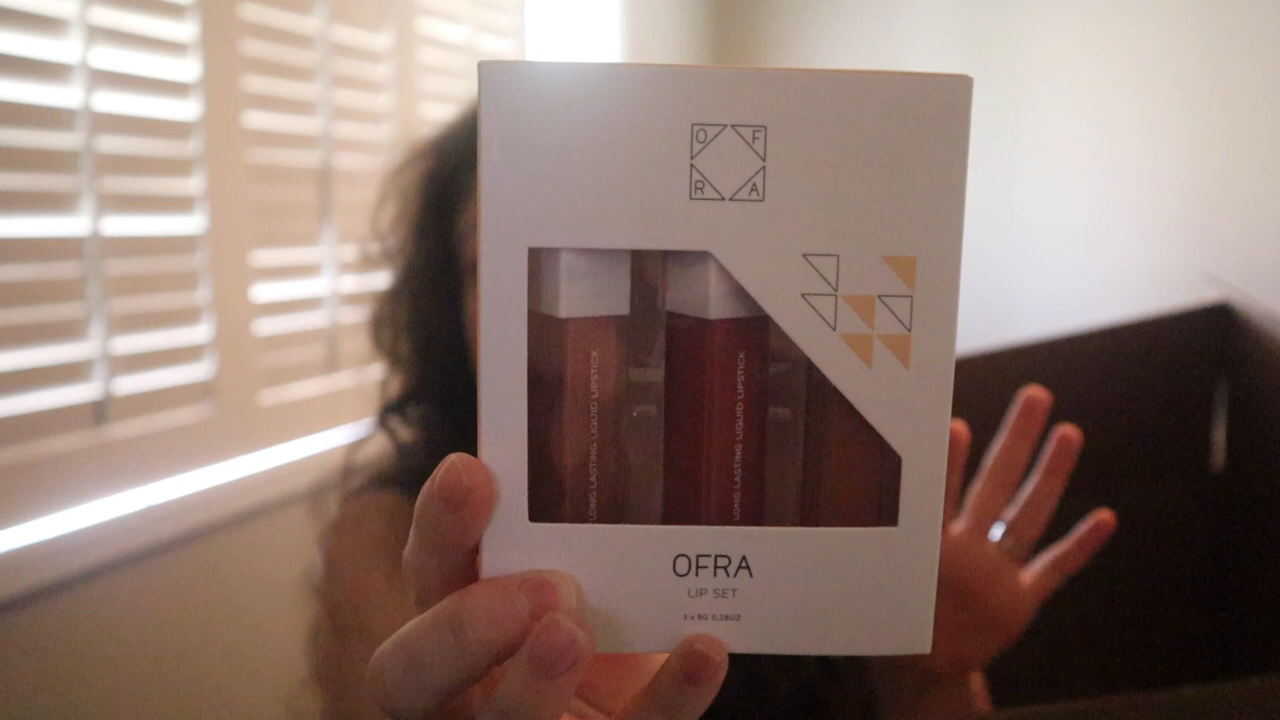 O F
R A
LONG LASTING LIQUID LIPSTICK
LONG LASTING LIQUID LIPSTICK
OFRA
LIP SET
3 x 8G 0.28OZ